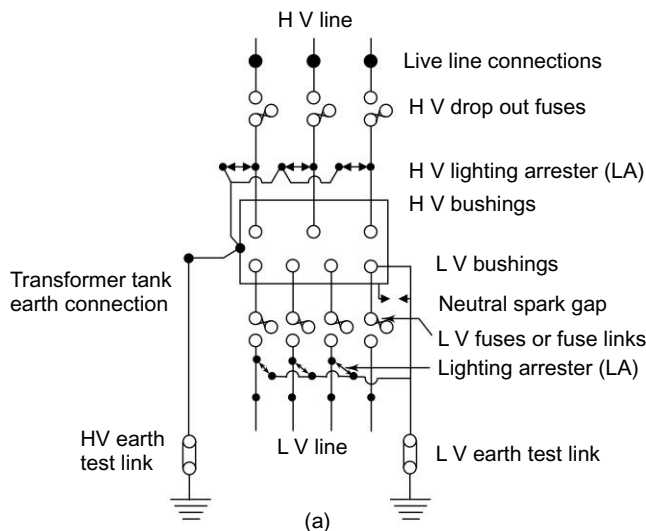 H V line
Live line connections
H V drop out fuses
H V lighting arrester (LA)
H V bushings
L V bushings
Transformer tank
earth connection
Neutral spark gap
L V fuses or fuse links
Lighting arrester (LA)
HV earth
test link
L V line
L V earth test link
(a)